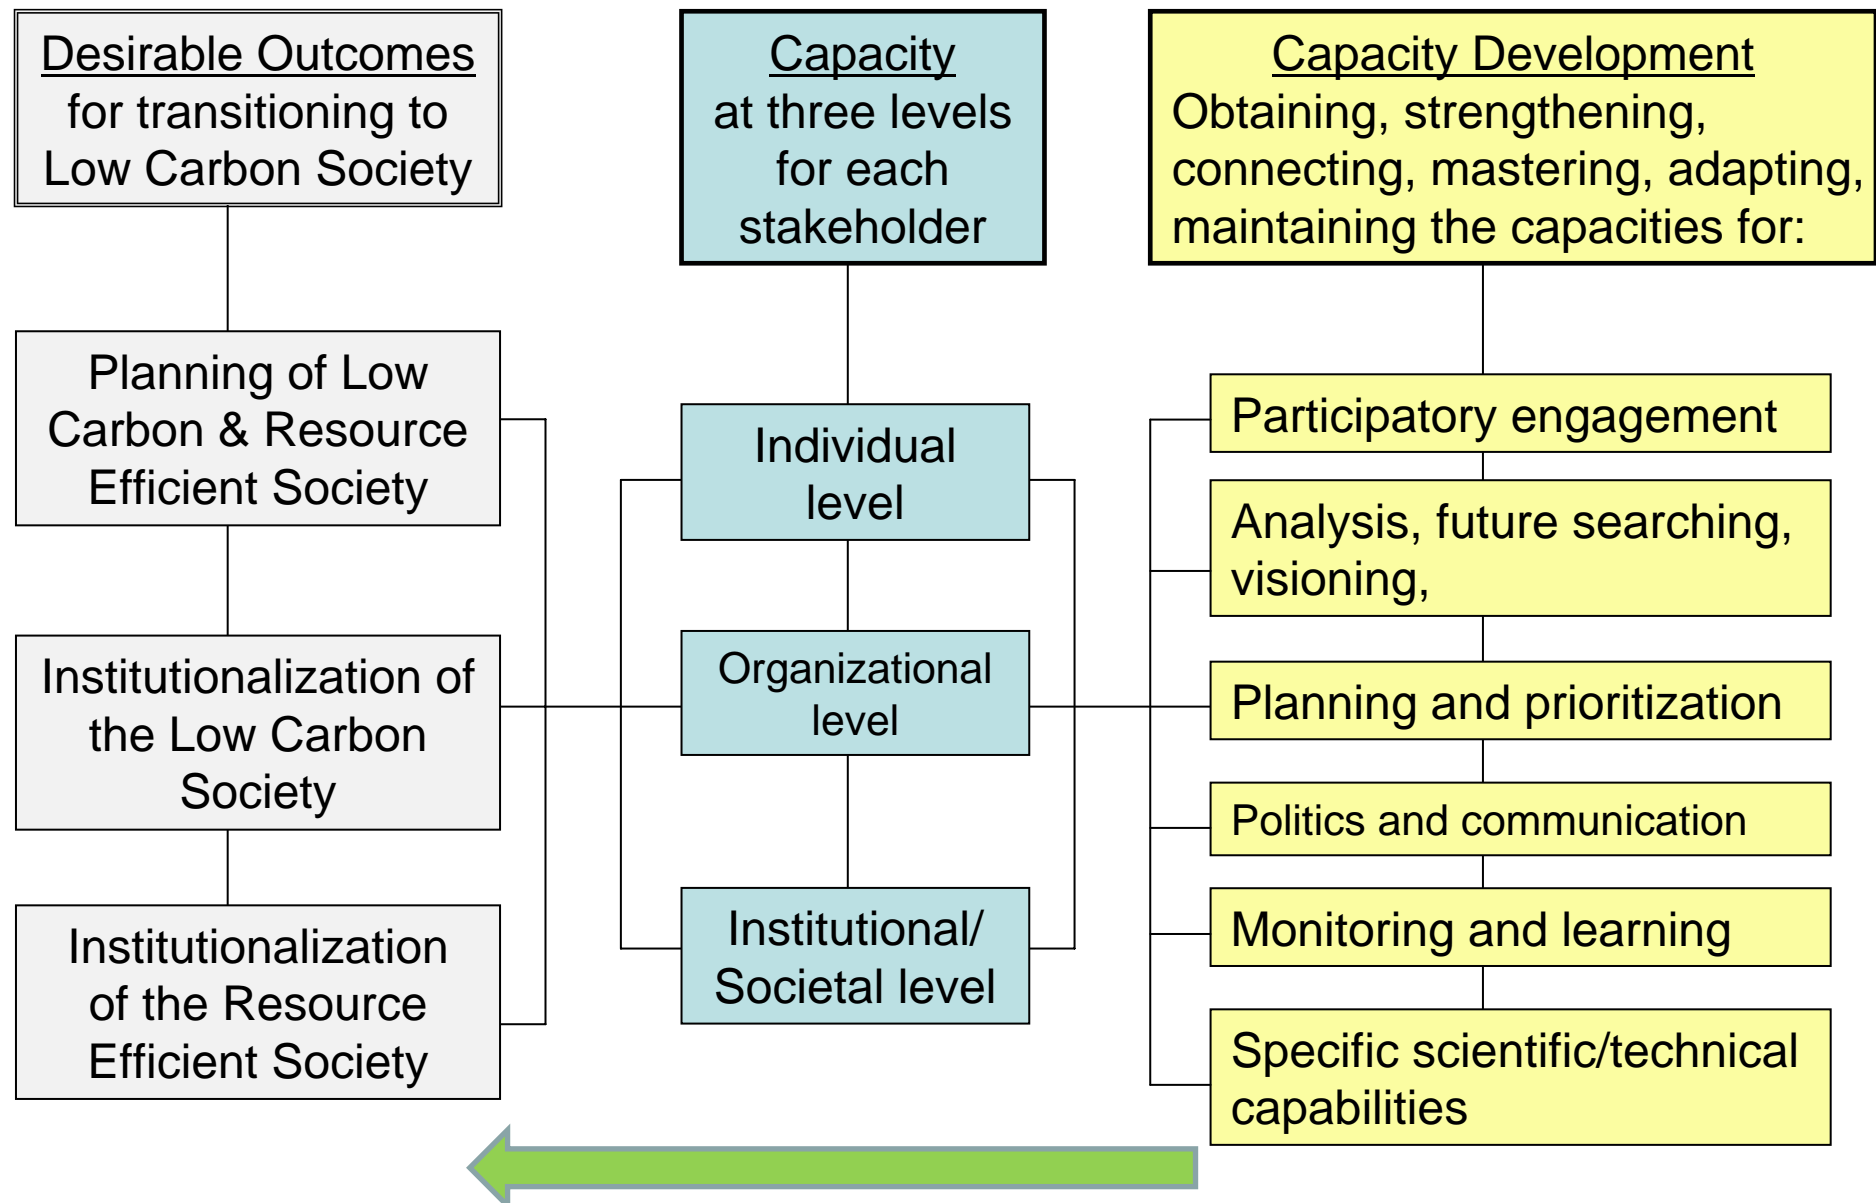 Desirable Outcomes
for transitioning to
Low Carbon Society
Planning of Low
Carbon & Resource
Efficient Society
Institutionalization of
the Low Carbon
Society
Institutionalization
of the Resource
Efficient Society
Capacity
at three levels
for each
stakeholder
Individual
level
Organizational
level
Institutional/
Societal level
Capacity Development
Obtaining, strengthening,
connecting, mastering, adapting,
maintaining the capacities for:
Participatory engagement
Analysis, future searching,
visioning,
Planning and prioritization
Politics and communication
Monitoring and learning
Specific scientific/technical
capabilities